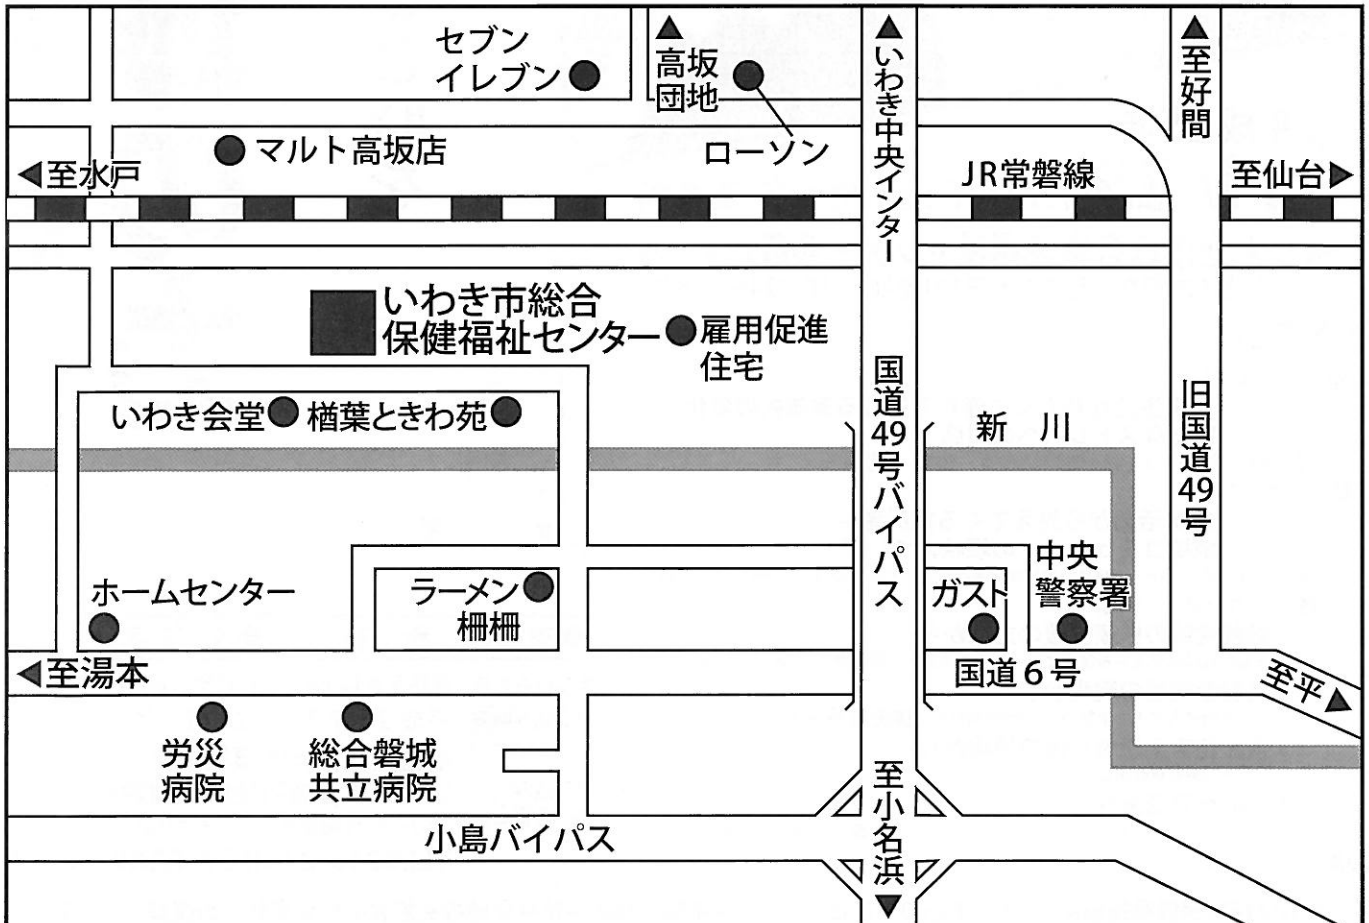 セブン
イレブン
高坂
団地
ローソン
いわき中央インター
至好間
マルト高坂店
至水戸
JR常磐線
至仙台
いわき市総合
保健福祉センター
雇用促進
住宅
国道49号バイパス
旧国道49号
いわき会堂
楢葉ときわ苑
新川
ホームセンター
ラーメン
柵柵
ガスト
中央
警察署
至湯本
国道6号
至平
労災
病院
総合磐城
共立病院
至小名浜
小島バイパス